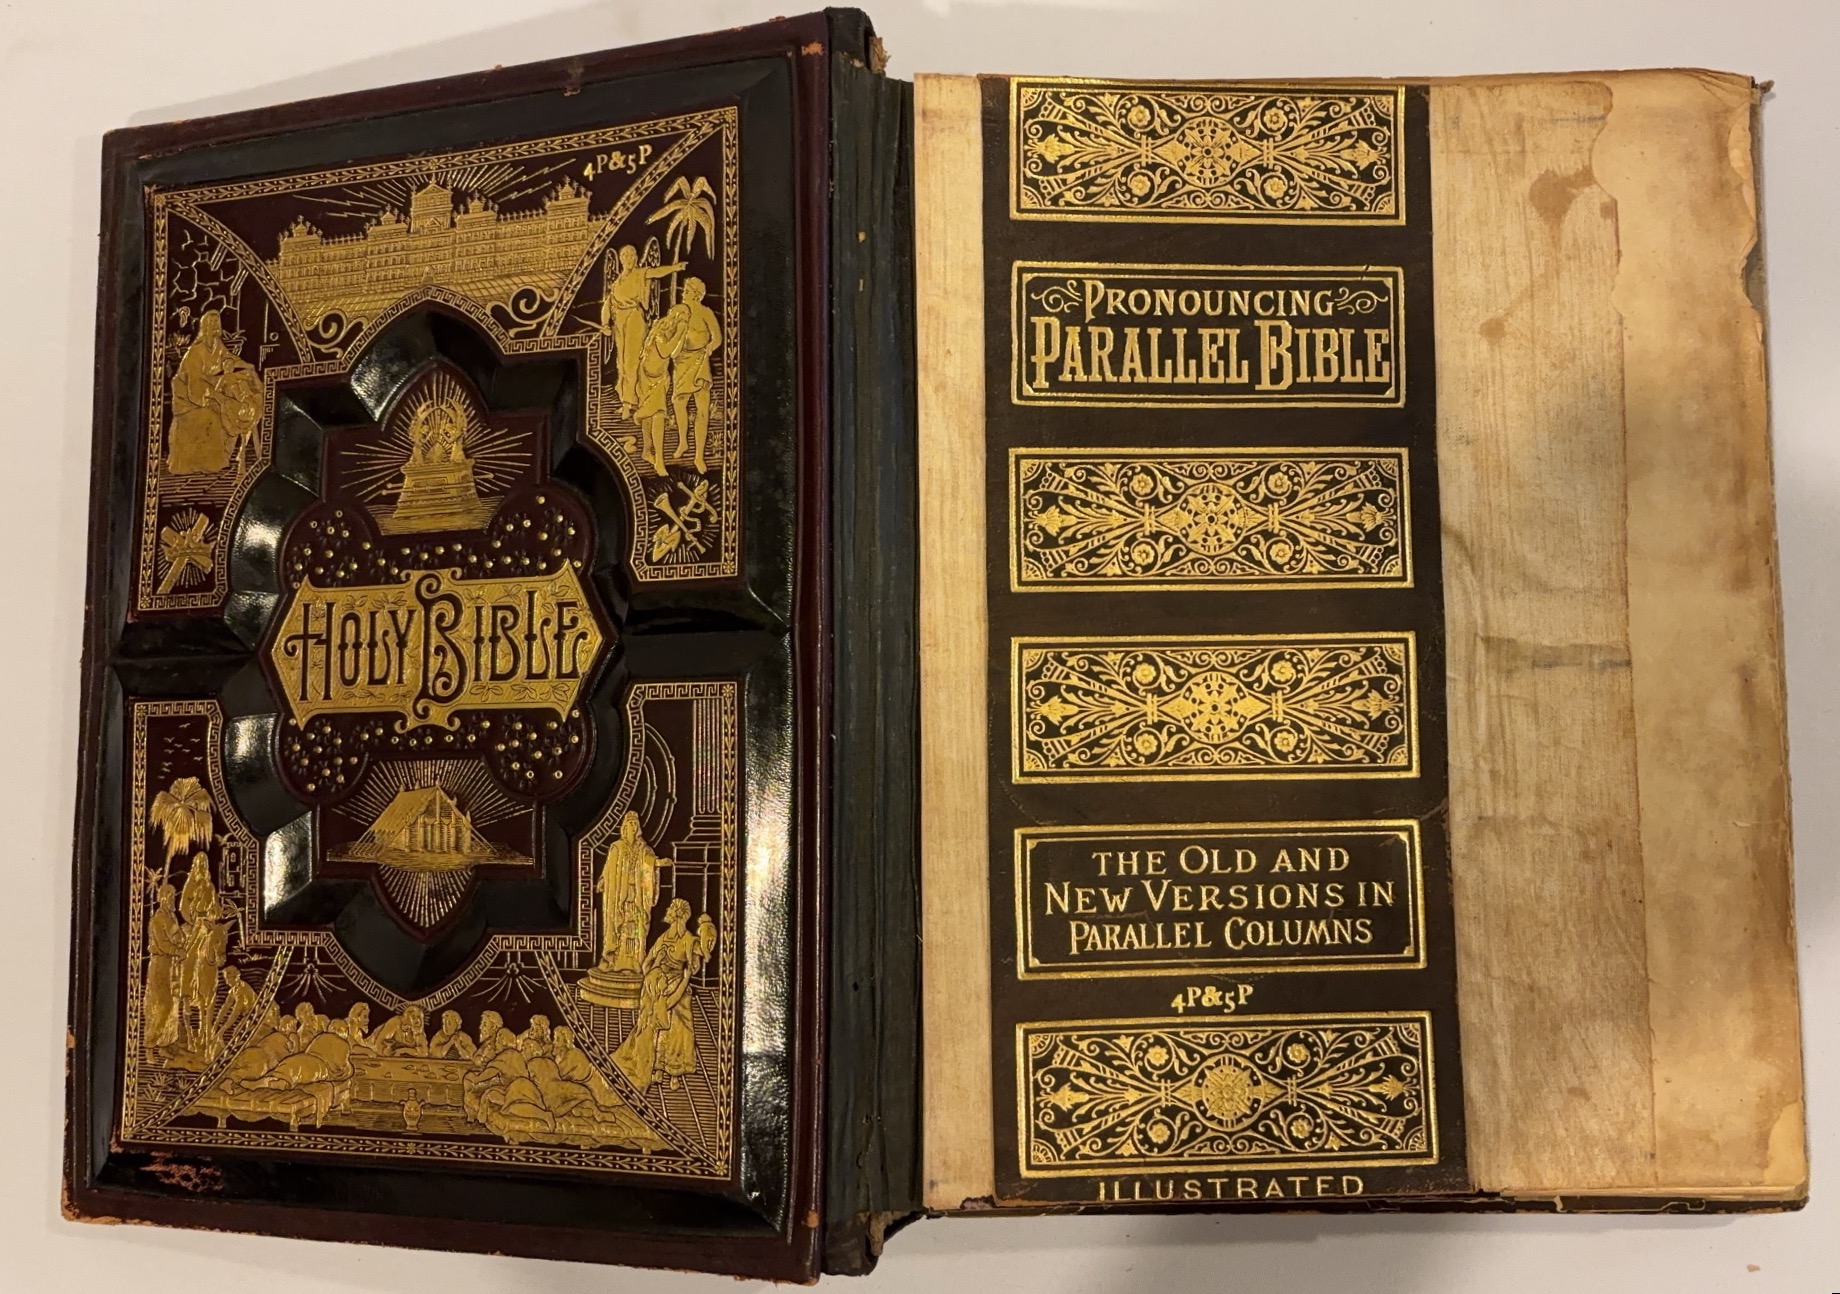 4P&5P
HOLY BIBLE
PRONOUNCING
PARALLEL BIBLE
THE OLD AND
NEW VERSIONS IN
PARALLEL COLUMNS
4P&5P
ILLUSTRATED